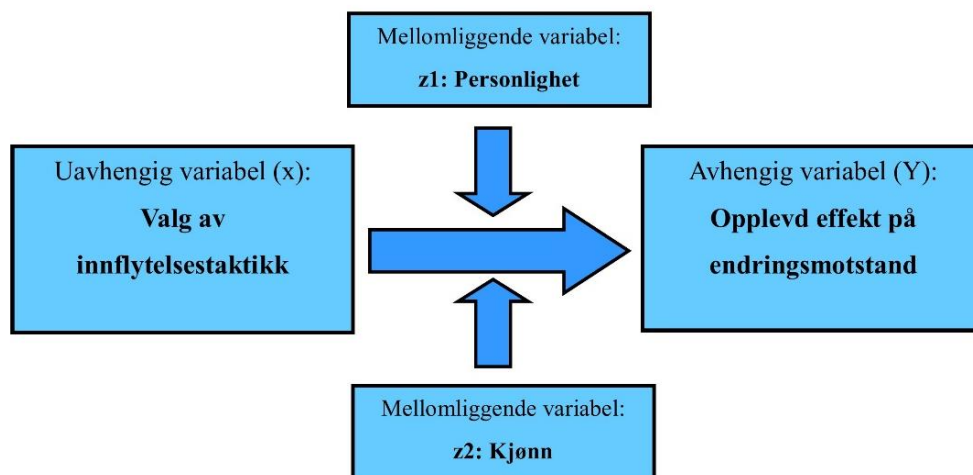 Mellomliggende variabel:
z1: Personlighet
Uavhengig variabel (x):
Valg av
innflytelsestaktikk
Avhengig variabel (Y):
Opplevd effekt på
endringsmotstand
Mellomliggende variabel:
z2: Kjønn